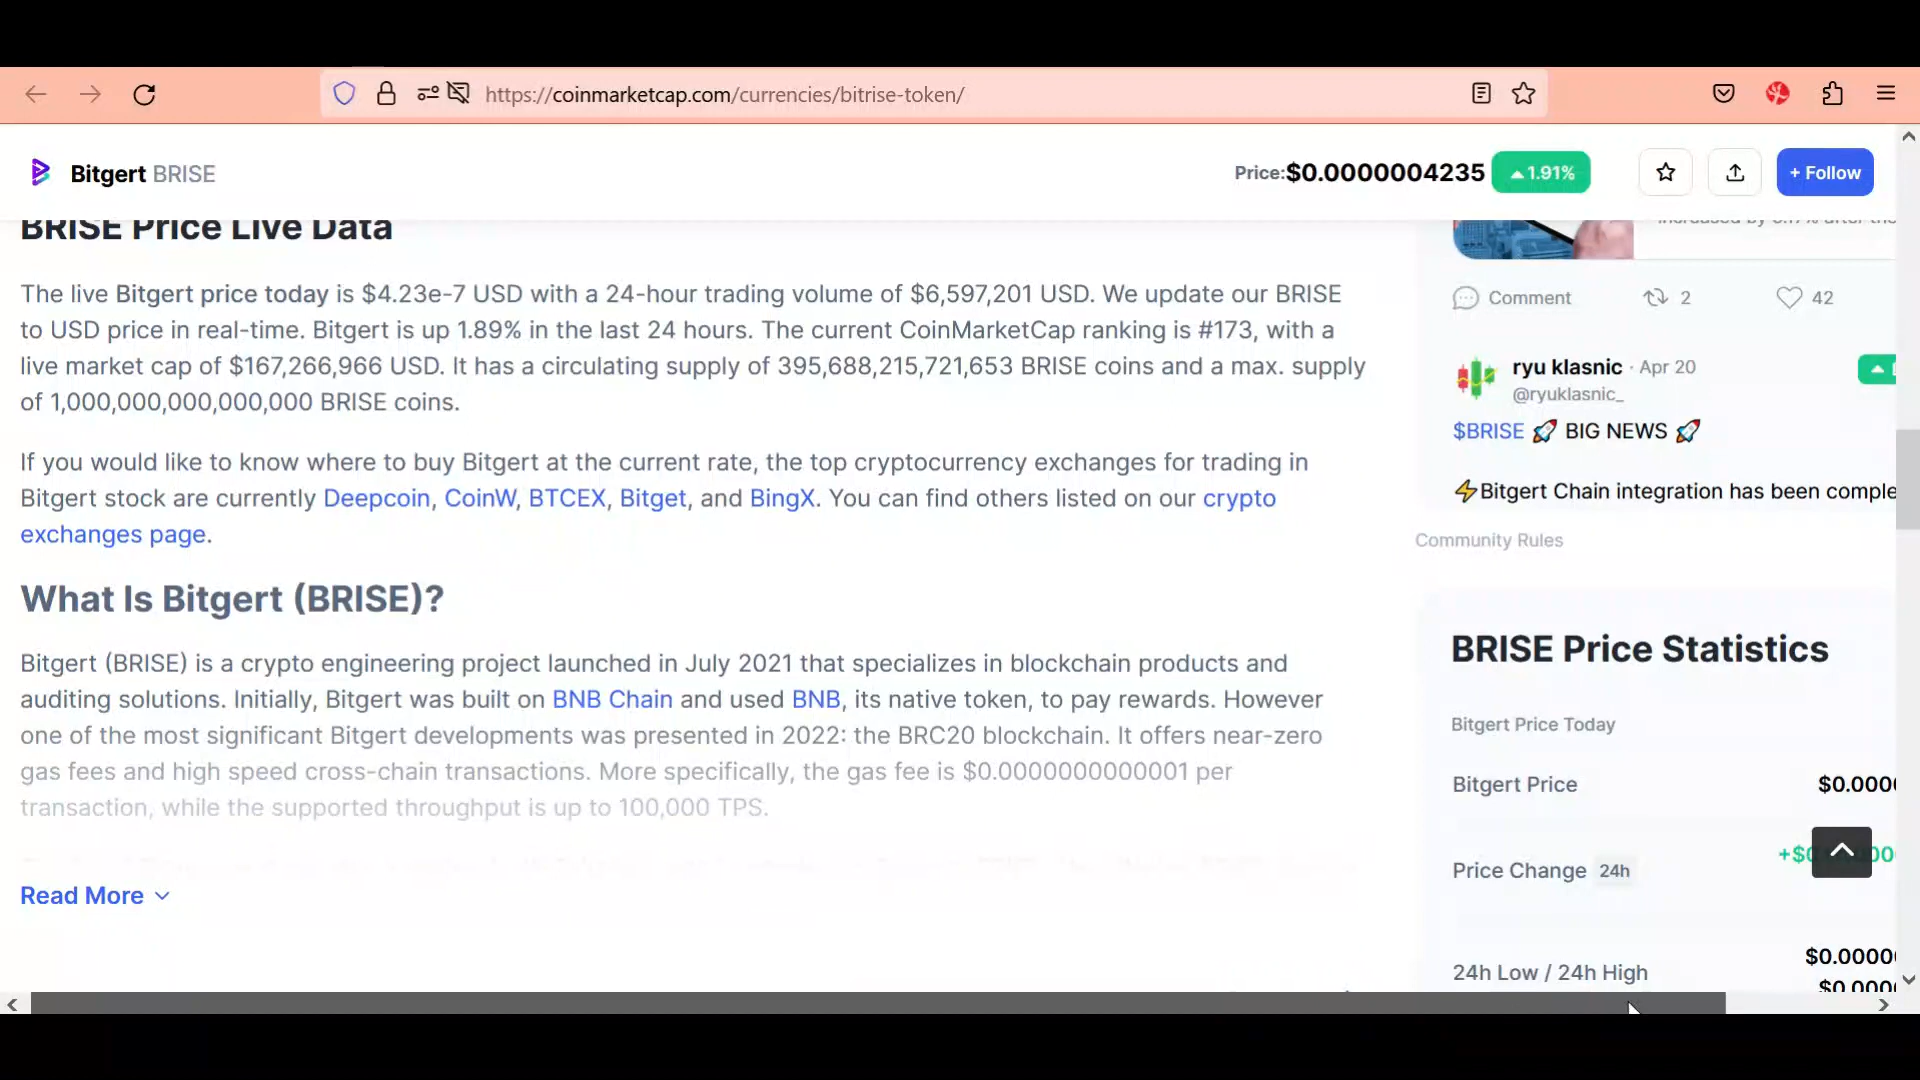 https://coinmarketcap.com/currencies/bitrise-token/
Bitgert BRISE
Price:$0.0000004235
1.91%
+ Follow
BRISE Price Live Data
The live Bitgert price today is $4.23e-7 USD with a 24-hour trading volume of $6,597,201 USD. We update our BRISE
to USD price in real-time. Bitgert is up 1.89% in the last 24 hours. The current CoinMarketCap ranking is #173, with a
live market cap of $167,266,966 USD. It has a circulating supply of 395,688,215,721,653 BRISE coins and a max. supply
of 1,000,000,000,000,000 BRISE coins.
If you would like to know where to buy Bitgert at the current rate, the top cryptocurrency exchanges for trading in
Bitgert stock are currently Deepcoin, CoinW, BTCEX, Bitget, and BingX. You can find others listed on our crypto
exchanges page.
What Is Bitgert (BRISE)?
Bitgert (BRISE) is a crypto engineering project launched in July 2021 that specializes in blockchain products and
auditing solutions. Initially, Bitgert was built on BNB Chain and used BNB, its native token, to pay rewards. However
one of the most significant Bitgert developments was presented in 2022: the BRC20 blockchain. It offers near-zero
gas fees and high speed cross-chain transactions. More specifically, the gas fee is $0.0000000000001 per
transaction, while the supported throughput is up to 100,000 TPS.
Read More
Comment
2
42
ryu klasnic · Apr 20
@ryuklasnic_
$BRISE 🚀 BIG NEWS 🚀
⚡Bitgert Chain integration has been comple
Community Rules
BRISE Price Statistics
Bitgert Price Today
Bitgert Price
$0.000
Price Change 24h
+$
24h Low / 24h High
$0.0000
$0.000